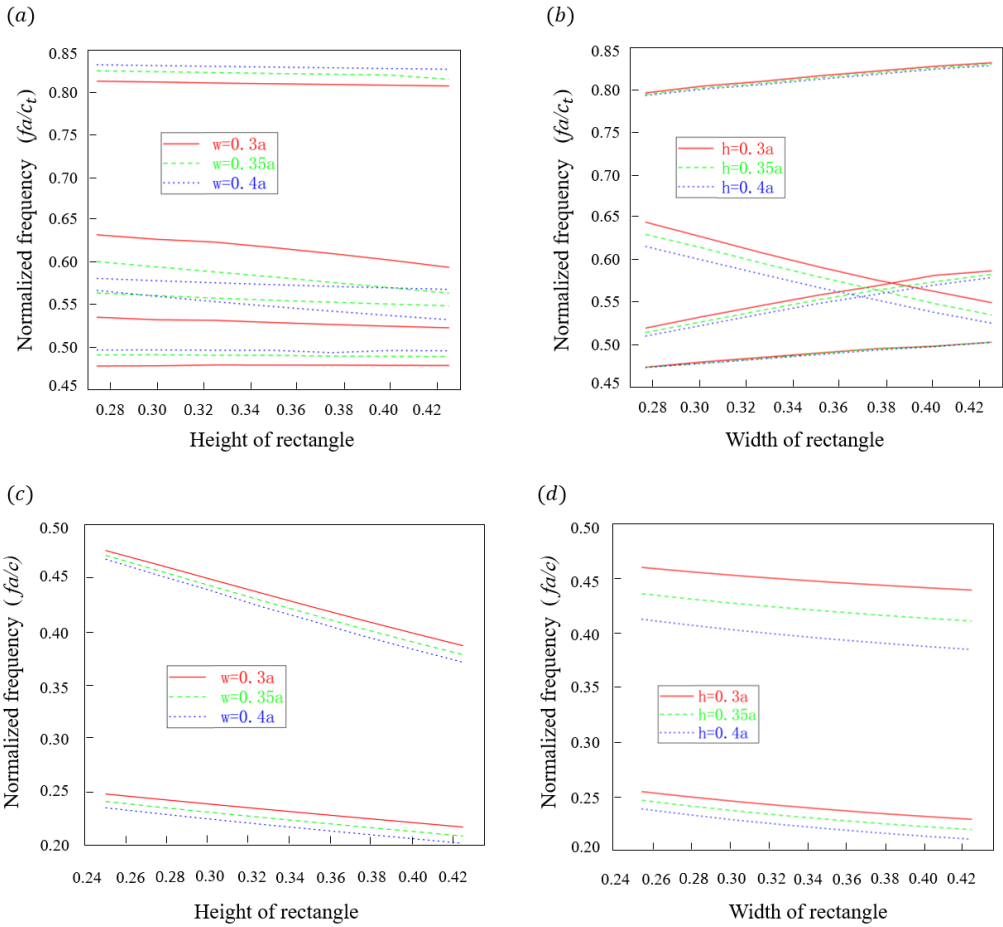 (a)
0.85
0.80
0.75
0.70
0.65
0.60
0.55
0.50
0.45
Normalized frequency (fa/cₜ)
w=0.3a
w=0.35a
w=0.4a
0.28 0.30 0.32 0.34 0.36 0.38 0.40 0.42
Height of rectangle
(b)
0.85
0.80
0.75
0.70
0.65
0.60
0.55
0.50
0.45
Normalized frequency (fa/cₜ)
h=0.3a
h=0.35a
h=0.4a
0.28 0.30 0.32 0.34 0.36 0.38 0.40 0.42
Width of rectangle
(c)
0.50
0.45
0.40
0.35
0.30
0.25
0.20
Normalized frequency (fa/c)
w=0.3a
w=0.35a
w=0.4a
0.24 0.26 0.28 0.30 0.32 0.34 0.36 0.38 0.40 0.42
Height of rectangle
(d)
0.50
0.45
0.40
0.35
0.30
0.25
0.20
Normalized frequency (fa/c)
h=0.3a
h=0.35a
h=0.4a
0.24 0.26 0.28 0.30 0.32 0.34 0.36 0.38 0.40 0.42
Width of rectangle